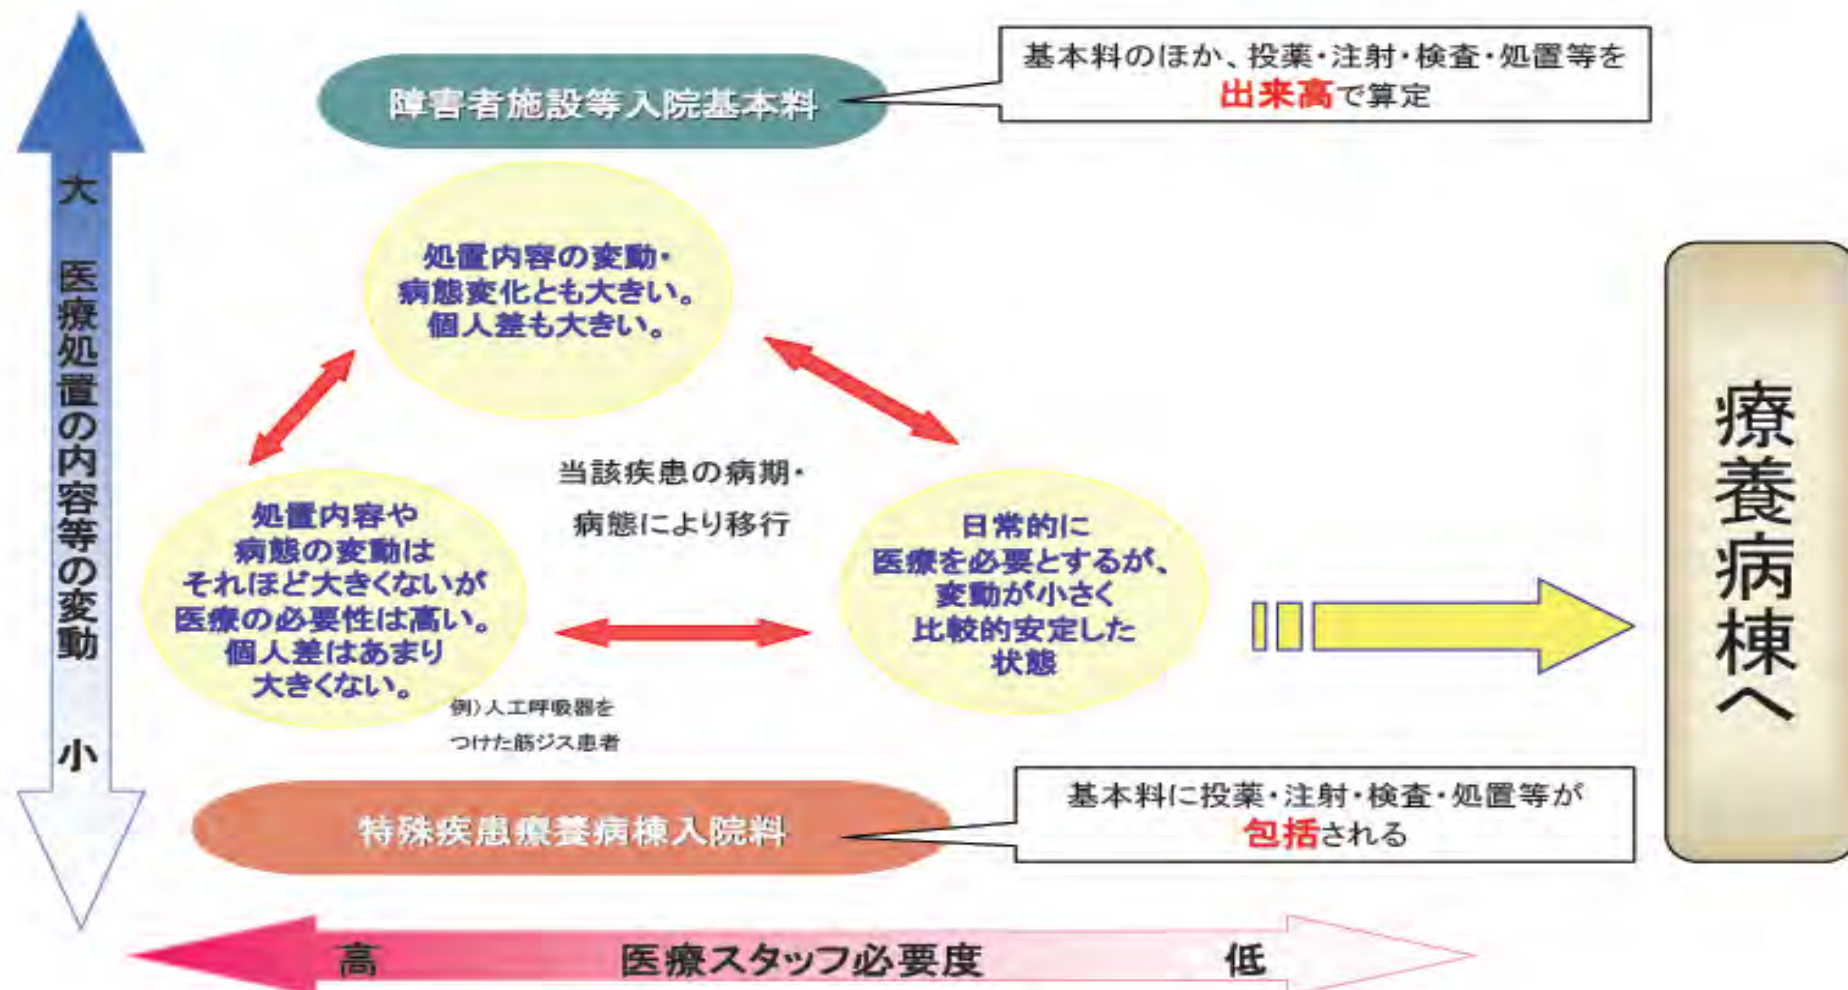 基本料のほか、投薬・注射・検査・処置等を
出来高で算定
障害者施設等入院基本料
大 医療処置の内容等の変動 小
処置内容の変動・
病態変化とも大きい。
個人差も大きい。
当該疾患の病期・
病態により移行
処置内容や
病態の変動は
それほど大きくないが
医療の必要性は高い。
個人差はあまり
大きくない。
日常的に
医療を必要とするが、
変動が小さく
比較的安定した
状態
療養病棟へ
例)人工呼吸器を
つけた筋ジス患者
特殊疾患療養病棟入院料
基本料に投薬・注射・検査・処置等が
包括される
高 医療スタッフ必要度 低